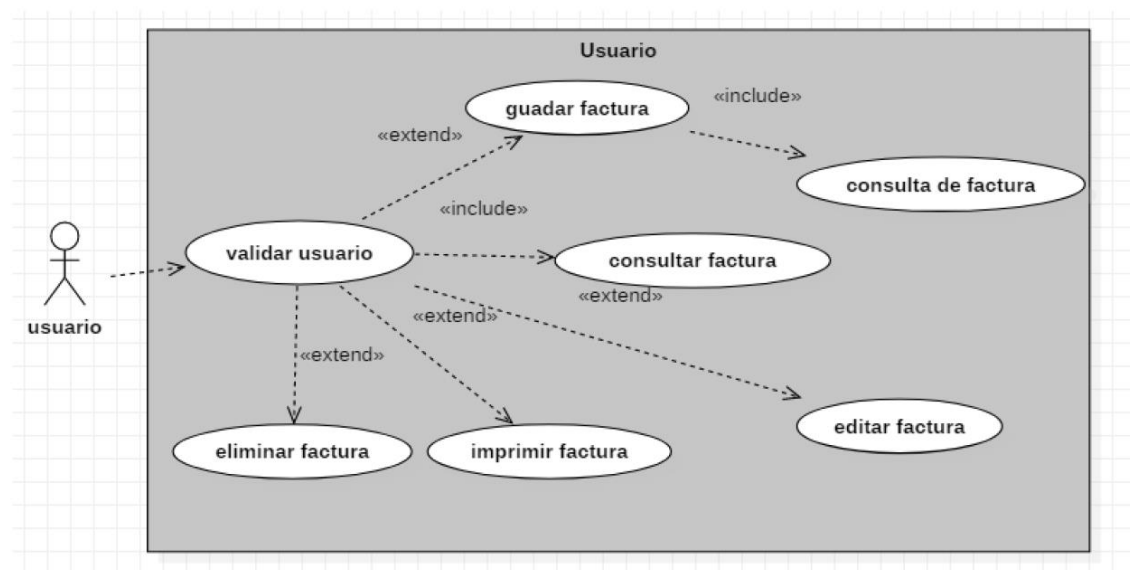 Usuario
guadar factura
«include»
«extend»
consulta de factura
«include»
validar usuario
consultar factura
«extend»
«extend»
usuario
«extend»
editar factura
eliminar factura
imprimir factura